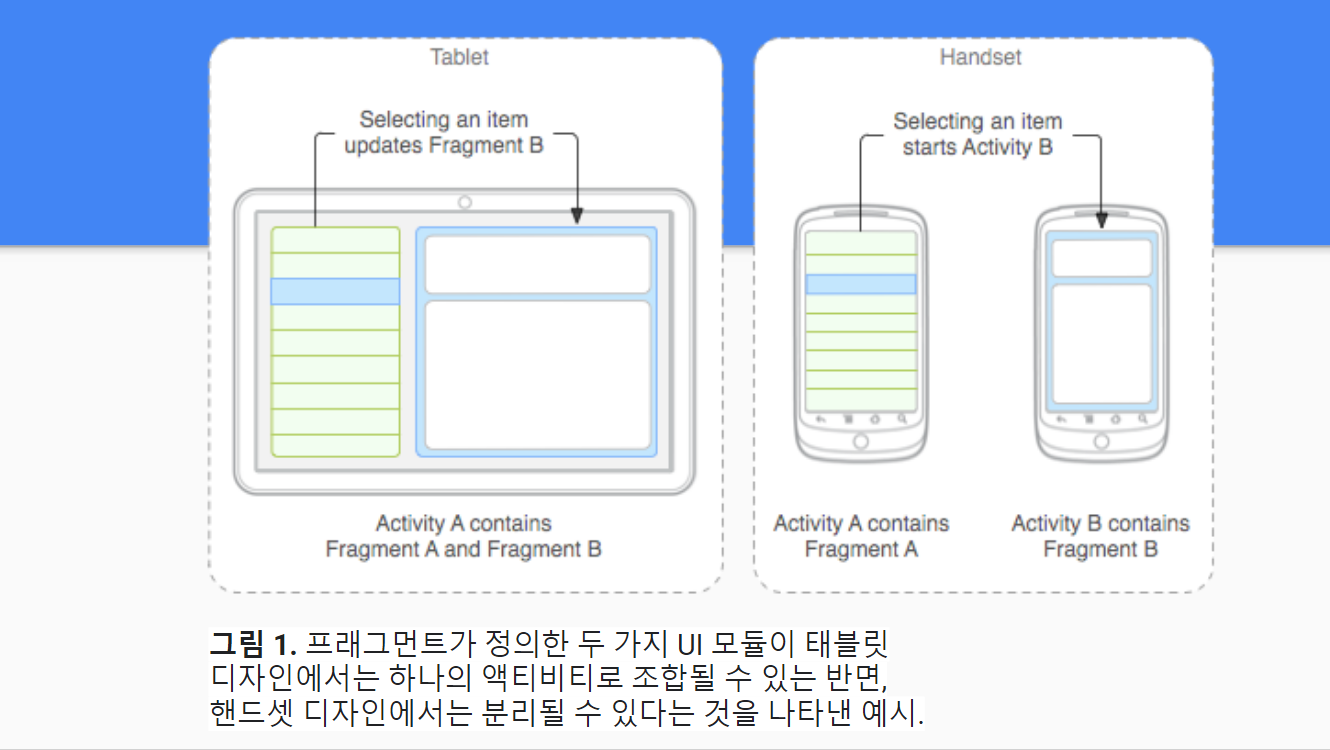 Tablet
Selecting an item
updates Fragment B
Activity A contains
Fragment A and Fragment B
Handset
Selecting an item
starts Activity B
Activity A contains
Fragment A
Activity B contains
Fragment B
그림 1. 프래그먼트가 정의한 두 가지 UI 모듈이 태블릿
디자인에서는 하나의 액티비티로 조합될 수 있는 반면,
핸드셋 디자인에서는 분리될 수 있다는 것을 나타낸 예시.